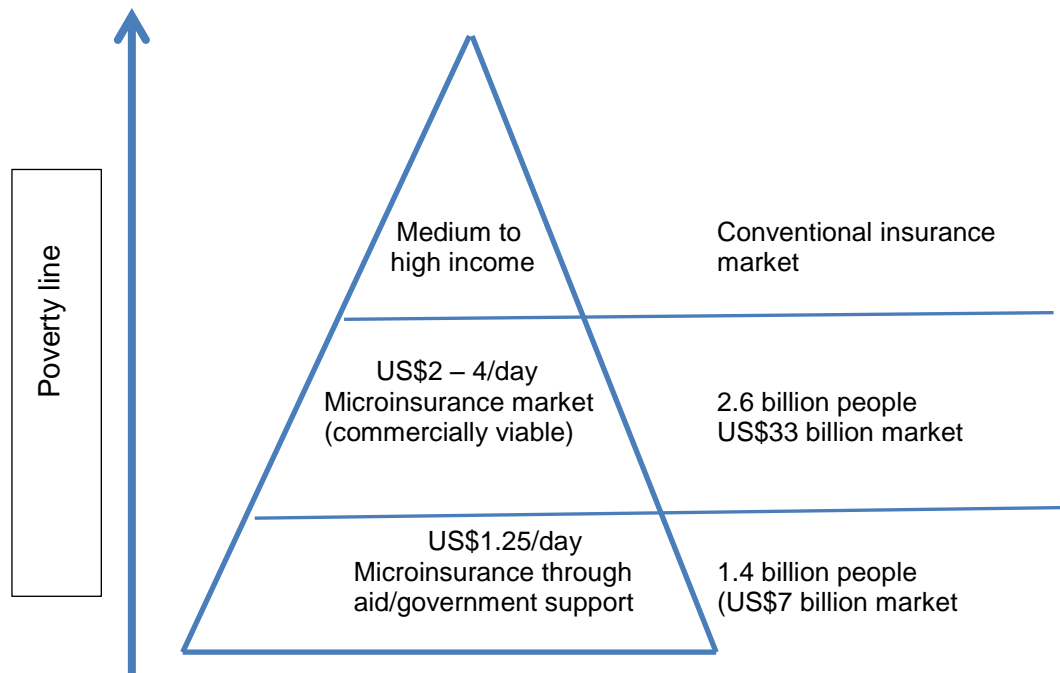 Poverty line
Medium to
high income
Conventional insurance
market
US$2 – 4/day
Microinsurance market
(commercially viable)
2.6 billion people
US$33 billion market
US$1.25/day
Microinsurance through
aid/government support
1.4 billion people
(US$7 billion market